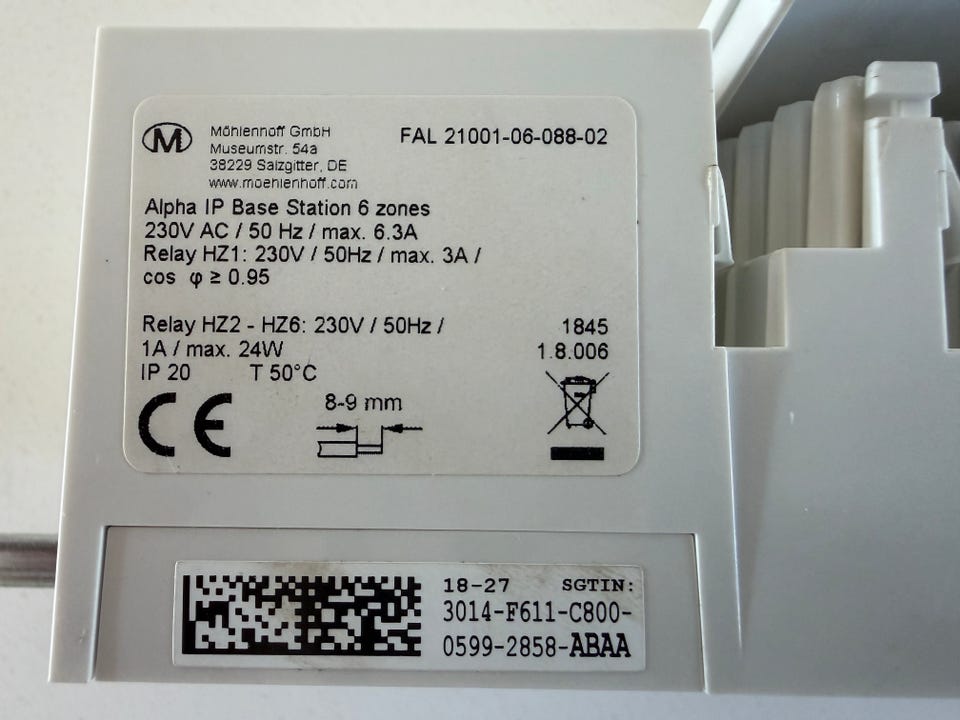 M
Möhlenhoff GmbH
Museumstr. 54a
38229 Salzgitter, DE
www.moehlenhoff.com
FAL 21001-06-088-02
Alpha IP Base Station 6 zones
230V AC / 50 Hz / max. 6.3A
Relay HZ1: 230V / 50Hz / max. 3A /
cos φ ≥ 0.95
Relay HZ2 - HZ6: 230V / 50Hz /
1A / max. 24W
IP 20 T 50°C
1845
1.8.006
CE
8-9 mm
18-27 SGTIN:
3014-F611-C800-
0599-2858-ABAA